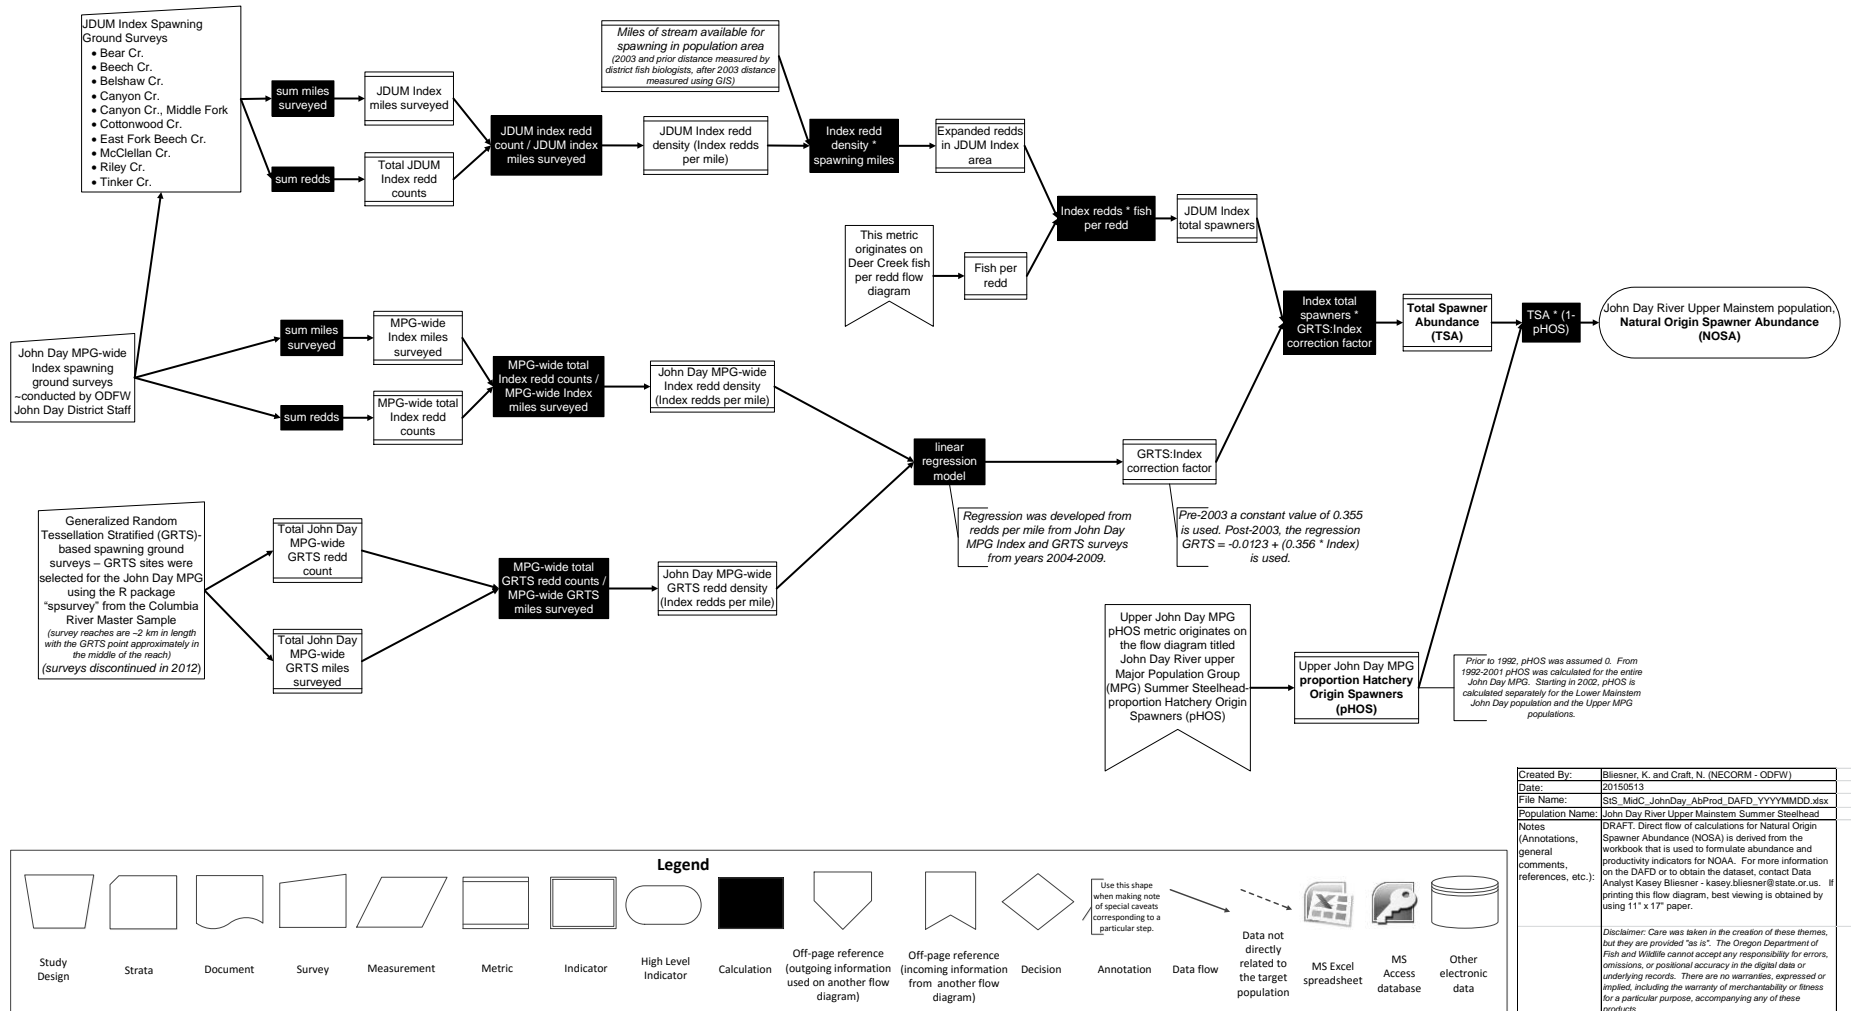 JDUM Index Spawning
Ground Surveys
• Bear Cr.
• Beech Cr.
• Belshaw Cr.
• Canyon Cr.
• Canyon Cr., Middle Fork
• Cottonwood Cr.
• East Fork Beech Cr.
• McClellan Cr.
• Riley Cr.
• Tinker Cr.
sum miles
surveyed
JDUM Index
miles surveyed
sum redds
Total JDUM
Index redd
counts
JDUM index redd
count / JDUM index
miles surveyed
JDUM Index redd
density (Index redds
per mile)
Miles of stream available for
spawning in population area
(2003 and prior distance measured by
district fish biologists, after 2003 distance
measured using GIS)
Index redd
density *
spawning miles
Expanded redds
in JDUM Index
area
This metric
originates on
Deer Creek fish
per redd flow
diagram
Fish per
redd
Index redds * fish
per redd
JDUM Index
total spawners
Index total
spawners *
GRTS:Index
correction factor
Total Spawner
Abundance
(TSA)
TSA * (1-
pHOS)
John Day River Upper Mainstem population,
Natural Origin Spawner Abundance
(NOSA)
John Day MPG-wide
Index spawning
ground surveys
~conducted by ODFW
John Day District Staff
sum miles
surveyed
MPG-wide
Index miles
surveyed
sum redds
MPG-wide total
Index redd
counts
MPG-wide total
Index redd counts /
MPG-wide Index
miles surveyed
John Day MPG-wide
Index redd density
(Index redds per mile)
linear
regression
model
GRTS:Index
correction factor
Regression was developed from
redds per mile from John Day
MPG Index and GRTS surveys
from years 2004-2009.
Pre-2003 a constant value of 0.355
is used. Post-2003, the regression
GRTS = -0.0123 + (0.356 * Index)
is used.
Generalized Random
Tessellation Stratified (GRTS)-
based spawning ground
surveys – GRTS sites were
selected for the John Day MPG
using the R package
“spsurvey” from the Columbia
River Master Sample
(survey reaches are ~2 km in length
with the GRTS point approximately in
the middle of the reach)
(surveys discontinued in 2012)
Total John Day
MPG-wide
GRTS redd
count
Total John Day
MPG-wide
GRTS miles
surveyed
MPG-wide total
GRTS redd counts /
MPG-wide GRTS
miles surveyed
John Day MPG-wide
GRTS redd density
(Index redds per mile)
Upper John Day MPG
pHOS metric originates on
the flow diagram titled
John Day River upper
Major Population Group
(MPG) Summer Steelhead-
proportion Hatchery Origin
Spawners (pHOS)
Upper John Day MPG
proportion Hatchery
Origin Spawners
(pHOS)
Prior to 1992, pHOS was assumed 0. From
1992-2001 pHOS was calculated for the entire
John Day MPG. Starting in 2002, pHOS is
calculated separately for the Lower Mainstem
John Day population and the Upper MPG
populations.
Created By: Bliesner, K. and Craft, N. (NECORM - ODFW)
Date: 20150513
File Name: StS_MidC_JohnDay_AbProd_DAFD_YYYYMMDD.xlsx
Population Name: John Day River Upper Mainstem Summer Steelhead
Notes
(Annotations,
general
comments,
references, etc.):
DRAFT. Direct flow of calculations for Natural Origin
Spawner Abundance (NOSA) is derived from the
workbook that is used to formulate abundance and
productivity indicators for NOAA. For more information
on the DAFD or to obtain the dataset, contact Data
Analyst Kasey Bliesner - kasey.bliesner@state.or.us. If
printing this flow diagram, best viewing is obtained by
using 11" x 17" paper.
Disclaimer: Care was taken in the creation of these themes,
but they are provided "as is". The Oregon Department of
Fish and Wildlife cannot accept any responsibility for errors,
omissions, or positional accuracy in the digital data or
underlying records. There are no warranties, expressed or
implied, including the warranty of merchantability or fitness
for a particular purpose, accompanying any of these
products.
Legend
Use this shape
when making note
of special caveats
corresponding to a
particular step.
Study
Design
Strata
Document
Survey
Measurement
Metric
Indicator
High Level
Indicator
Calculation
Off-page reference
(outgoing information
used on another flow
diagram)
Off-page reference
(incoming information
from another flow
diagram)
Decision
Annotation
Data flow
Data not
directly
related to
the target
population
MS Excel
spreadsheet
MS
Access
database
Other
electronic
data